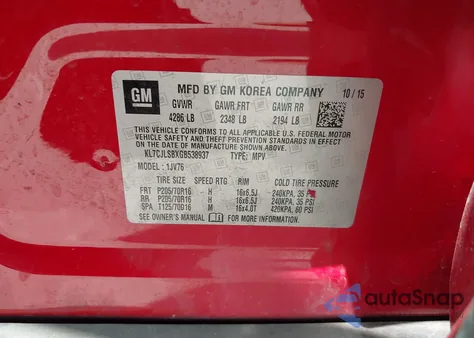 GM
MFD BY GM KOREA COMPANY 10 / 15
GVWR GAWR FRT GAWR RR
4286 LB 2348 LB 2194 LB
THIS VEHICLE CONFORMS TO ALL APPLICABLE U.S. FEDERAL MOTOR
VEHICLE SAFETY, BUMPER, AND THEFT PREVENTION STANDARDS IN EFFECT
ON THE DATE OF MANUFACTURE SHOWN ABOVE.
KL7CJLSBXGB538937 TYPE: MPV
MODEL : 1JV76
TIRE SIZE SPEED RTG RIM COLD TIRE PRESSURE
FRT P205/70R16 H 16x6.5J 240KPA, 35 PSI
RR P205/70R16 H 16x6.5J 240KPA, 35 PSI
SPA T125/70D16 M 16x4.0T 420KPA, 60 PSI
SEE OWNER'S MANUAL FOR ADDITIONAL INFORMATION.
autoSnap